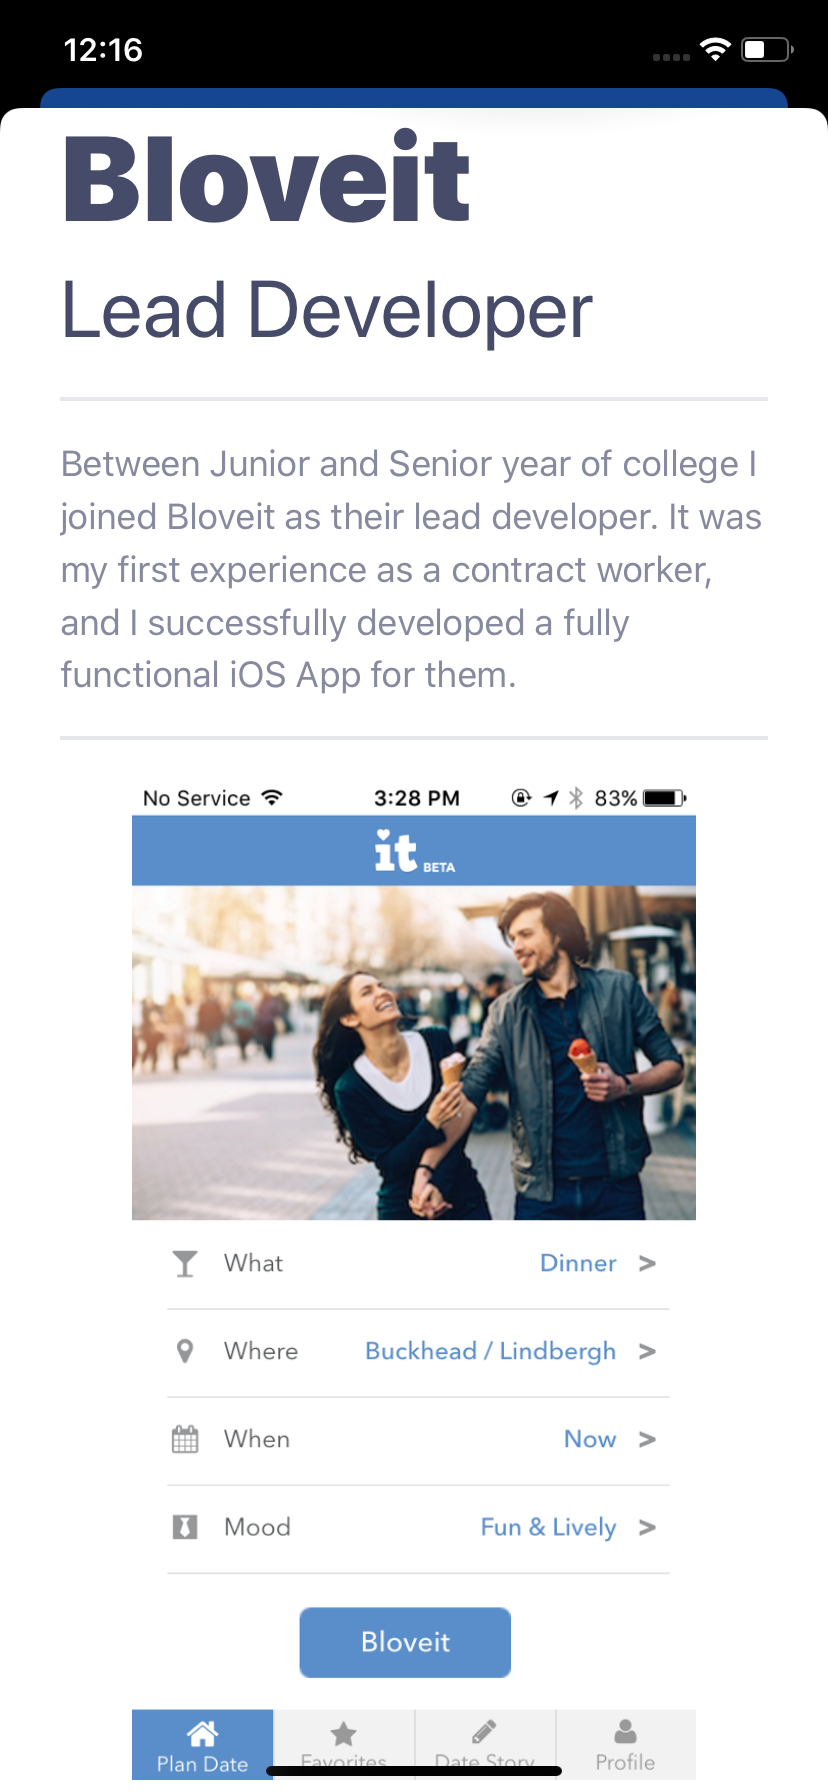 12:16
Bloveit
Lead Developer
Between Junior and Senior year of college I
joined Bloveit as their lead developer. It was
my first experience as a contract worker,
and I successfully developed a fully
functional iOS App for them.
No Service 3:28 PM 83%
it BETA
What Dinner >
Where Buckhead / Lindbergh >
When Now >
Mood Fun & Lively >
Bloveit
Plan Date Favorites Date Story Profile